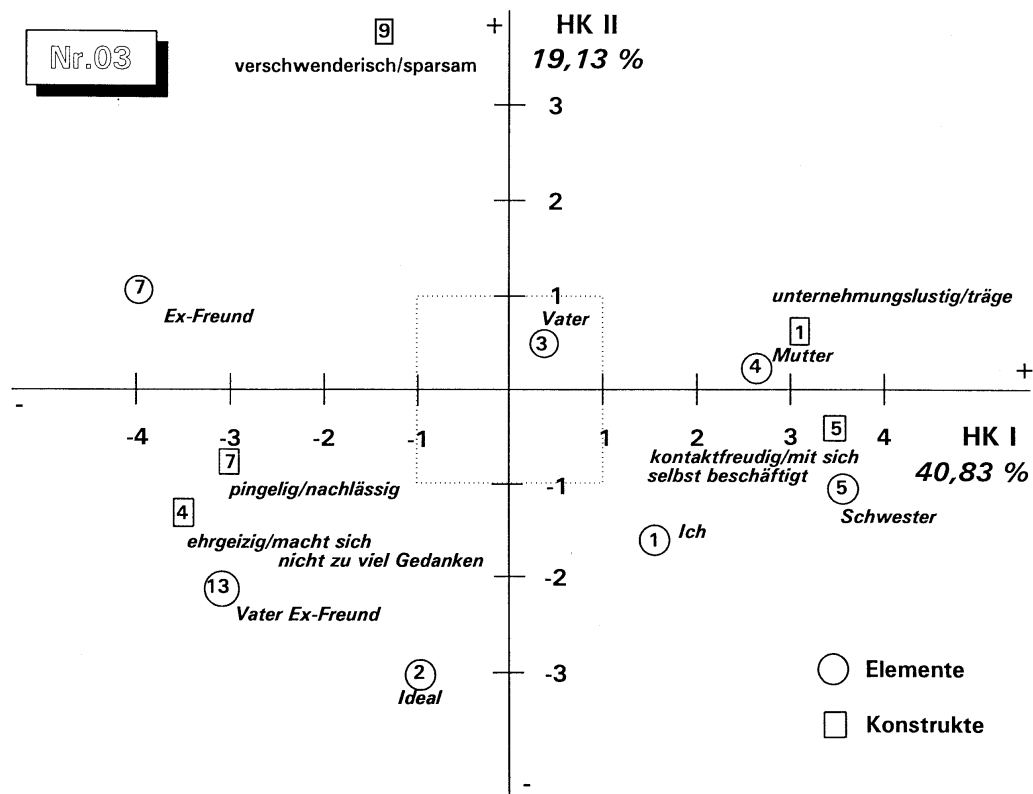 Nr.03
9
verschwenderisch/sparsam
+
HK II
19,13 %
3
2
7
Ex-Freund
1
Vater
3
unternehmungslustig/träge
1
Mutter
4
+
-
-4
-3
-2
-1
1
2
3
4
HK I
40,83 %
5
kontaktfreudig/mit sich
selbst beschäftigt
7
pingelig/nachlässig
-1
5
Schwester
4
ehrgeizig/macht sich
nicht zu viel Gedanken
1
Ich
-2
13
Vater Ex-Freund
2
Ideal
-3
Elemente
Konstrukte
-